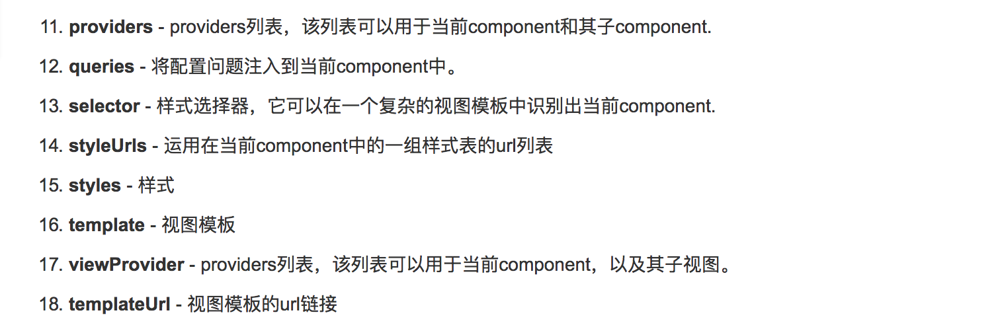 11. providers - providers列表，该列表可以用于当前component和其子component.
12. queries - 将配置问题注入到当前component中。
13. selector - 样式选择器，它可以在一个复杂的视图模板中识别出当前component.
14. styleUrls - 运用在当前component中的一组样式表的url列表
15. styles - 样式
16. template - 视图模板
17. viewProvider - providers列表，该列表可以用于当前component，以及其子视图。
18. templateUrl - 视图模板的url链接